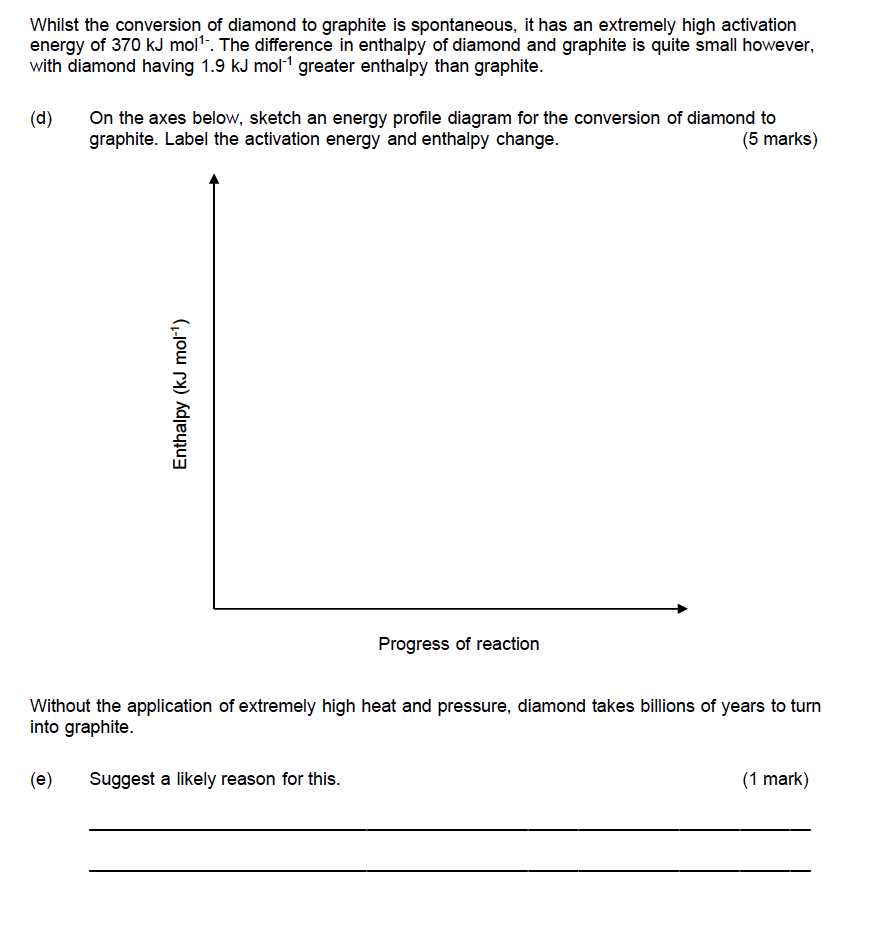 Whilst the conversion of diamond to graphite is spontaneous, it has an extremely high activation
energy of 370 kJ mol¹⁻. The difference in enthalpy of diamond and graphite is quite small however,
with diamond having 1.9 kJ mol⁻¹ greater enthalpy than graphite.
(d) On the axes below, sketch an energy profile diagram for the conversion of diamond to
graphite. Label the activation energy and enthalpy change. (5 marks)
Enthalpy (kJ mol⁻¹)
Progress of reaction
Without the application of extremely high heat and pressure, diamond takes billions of years to turn
into graphite.
(e) Suggest a likely reason for this. (1 mark)